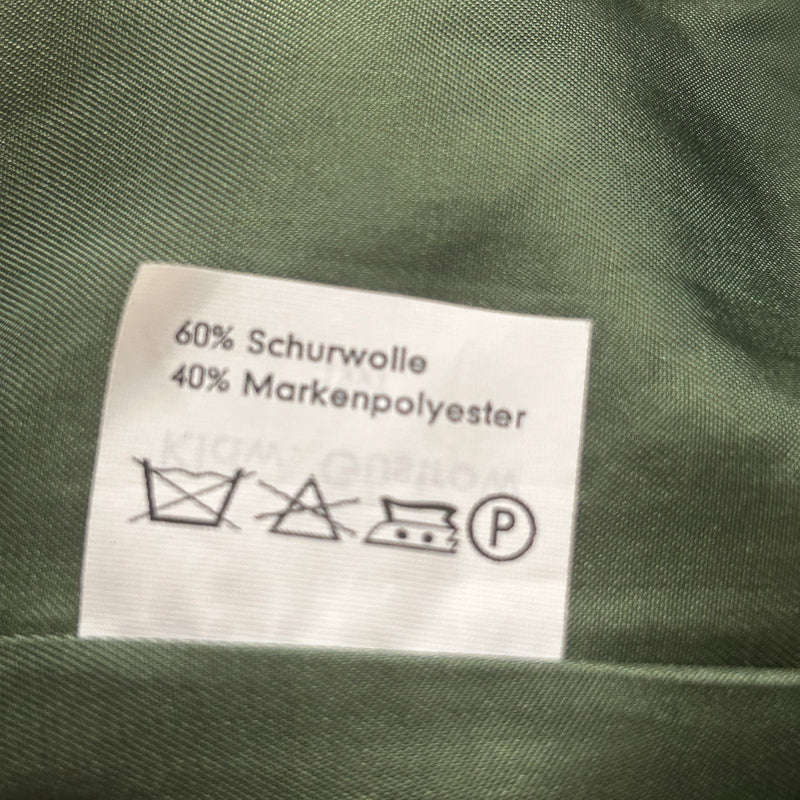 60% Schurwolle
40% Markenpolyester
P